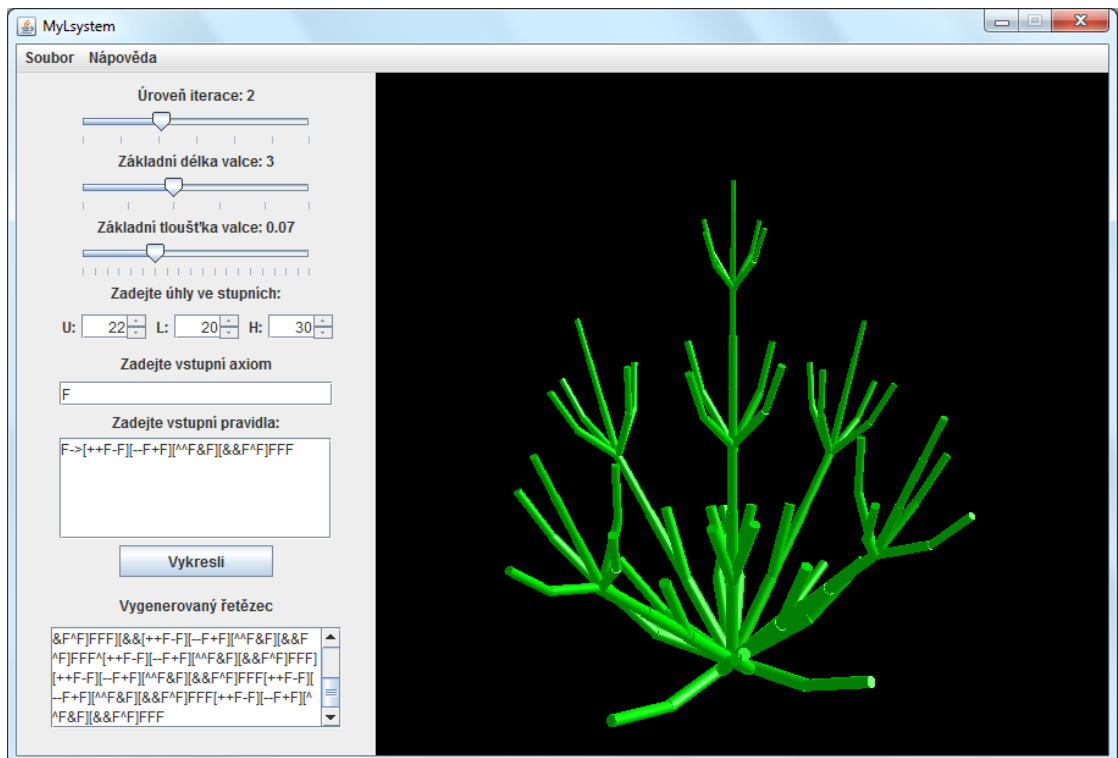 MyLsystem
Soubor Nápověda
Úroveň iterace: 2
Základní délka valce: 3
Základní tloušťka valce: 0.07
Zadejte úhly ve stupních:
U: 22 L: 20 H: 30
Zadejte vstupní axiom
F
Zadejte vstupní pravidla:
F->[++F-F][--F+F][^^F&F][&&F^F]FFF
Vykresli
Vygenerovaný řetězec
&F^F]FFF][&&[++F-F][--F+F][^^F&F][&&F
^F]FFF^[++F-F][--F+F][^^F&F][&&F^F]FFF]
[++F-F][--F+F][^^F&F][&&F^F]FFF[++F-F][
--F+F][^^F&F][&&F^F]FFF[++F-F][--F+F][^
^F&F][&&F^F]FFF